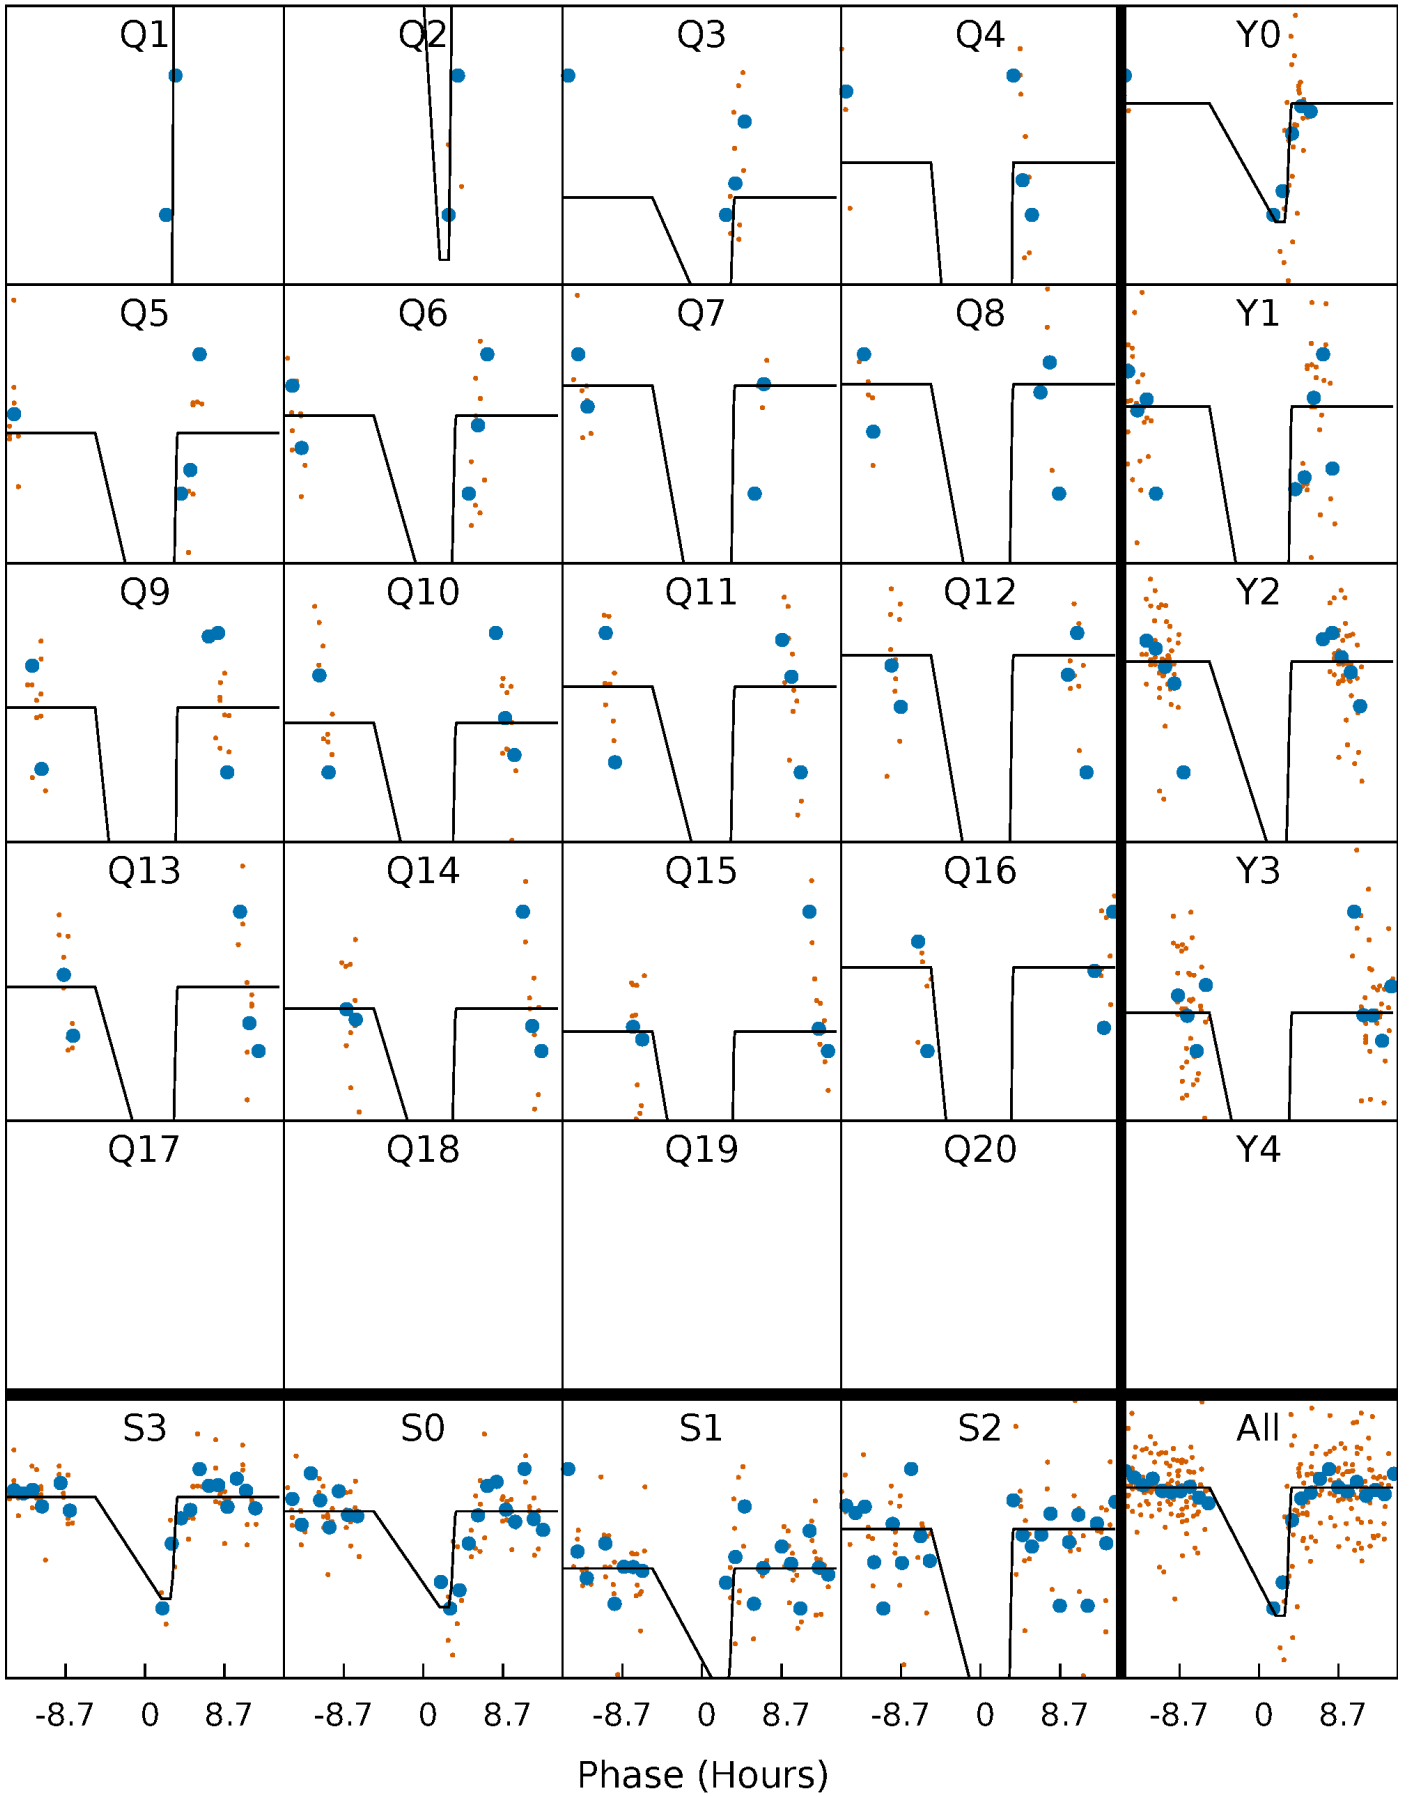 Q1 Q2 Q3 Q4 Y0
Q5 Q6 Q7 Q8 Y1
Q9 Q10 Q11 Q12 Y2
Q13 Q14 Q15 Q16 Y3
Q17 Q18 Q19 Q20 Y4
S3 S0 S1 S2 All
-8.7 0 8.7 -8.7 0 8.7 -8.7 0 8.7 -8.7 0 8.7 -8.7 0 8.7
Phase (Hours)